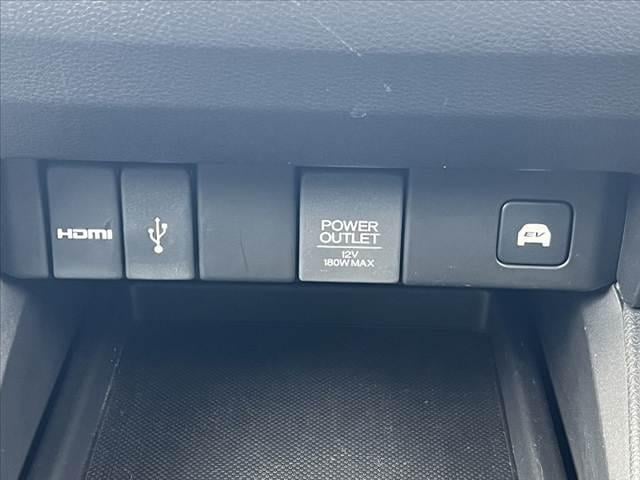 HDMI
POWER
OUTLET
12V
180W MAX
EV